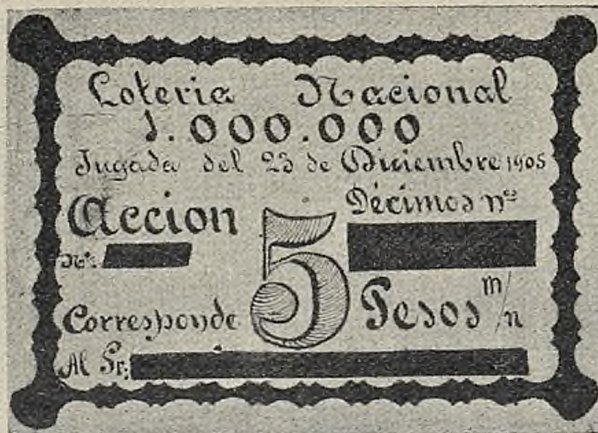 Loteria Nacional
1.000.000
Jugada del 23 de Diciembre 1905
Accion
Nº:
5
Décimos nºs
Corresponde
Pesos m/n
Al Sr: